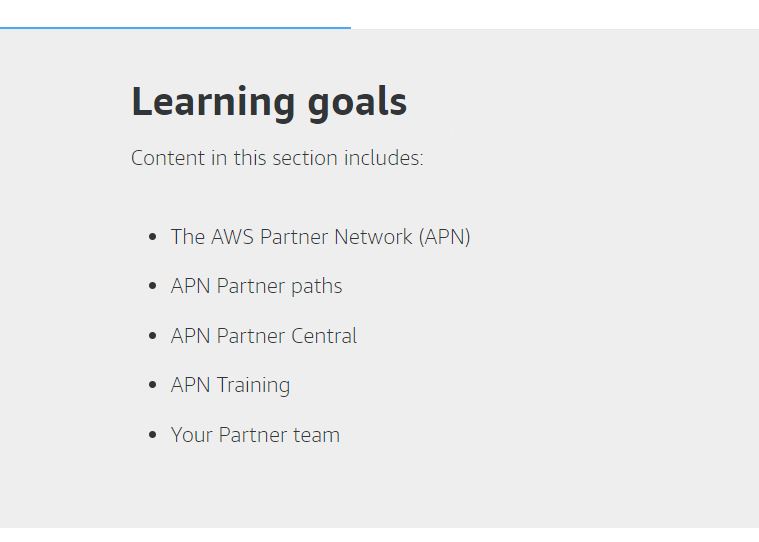 Learning goals
Content in this section includes:
The AWS Partner Network (APN)
APN Partner paths
APN Partner Central
APN Training
Your Partner team